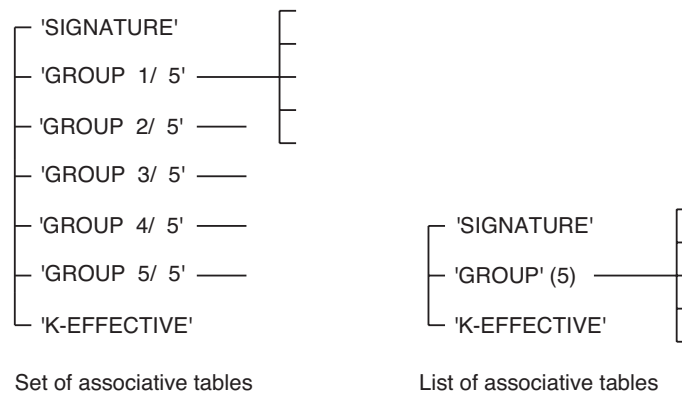 'SIGNATURE'
'GROUP 1/ 5'
'GROUP 2/ 5'
'GROUP 3/ 5'
'GROUP 4/ 5'
'GROUP 5/ 5'
'K-EFFECTIVE'
Set of associative tables
'SIGNATURE'
'GROUP' (5)
'K-EFFECTIVE'
List of associative tables